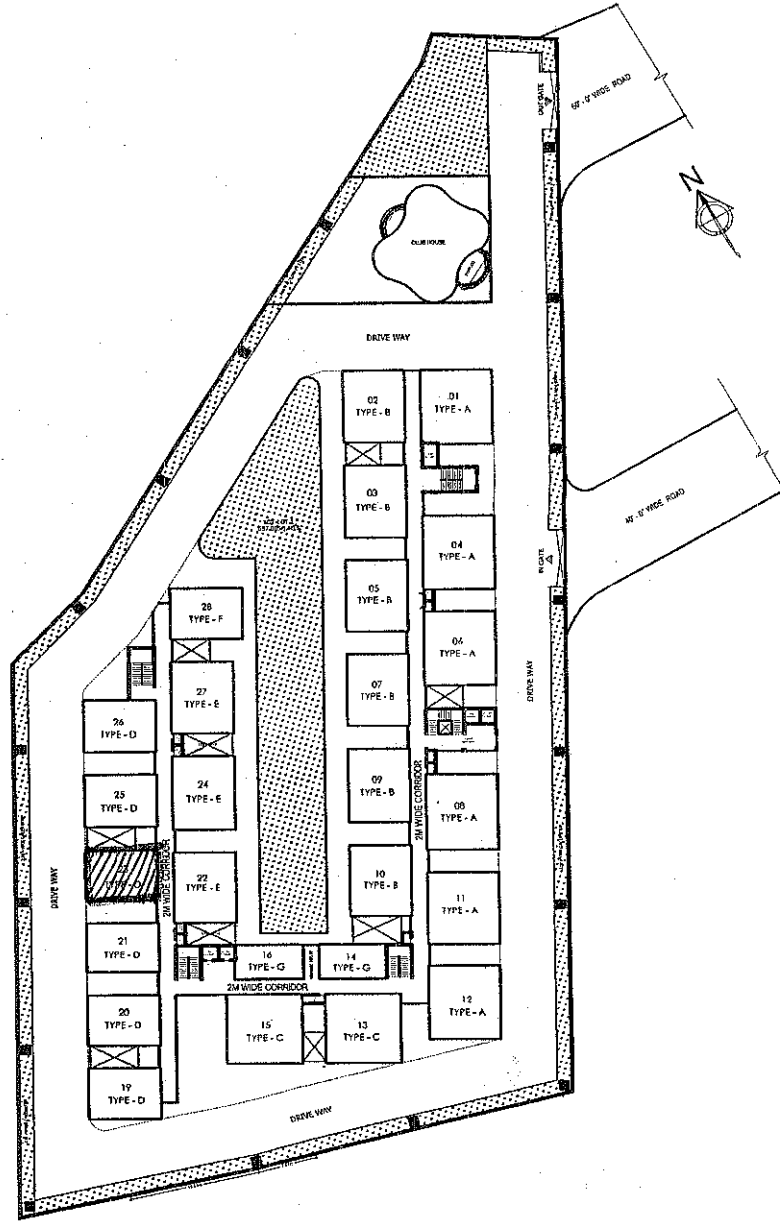 60'-0" WIDE ROAD
OUT GATE
N
CLUB HOUSE
DRIVE WAY
02
TYPE - B
01
TYPE - A
03
TYPE - B
40'-0" WIDE ROAD
04
TYPE - A
IN GATE
05
TYPE - B
28
TYPE - F
06
TYPE - A
07
TYPE - B
27
TYPE - E
DRIVE WAY
26
TYPE - D
25
TYPE - D
24
TYPE - E
09
TYPE - B
2M WIDE CORRIDOR
08
TYPE - A
DRIVE WAY
2M WIDE CORRIDOR
22
TYPE - E
10
TYPE - B
11
TYPE - A
21
TYPE - D
16
TYPE - G
14
TYPE - G
2M WIDE CORRIDOR
20
TYPE - D
15
TYPE - C
13
TYPE - C
12
TYPE - A
19
TYPE - D
DRIVE WAY